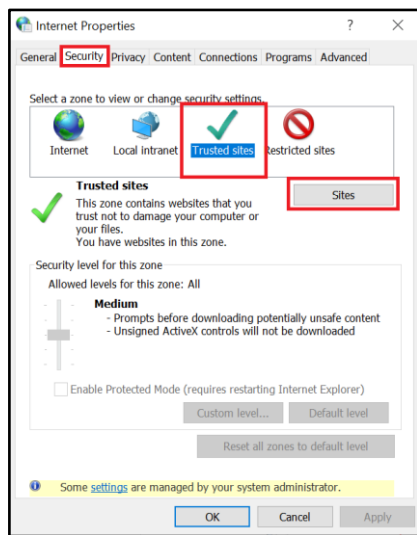 Internet Properties
General Security Privacy Content Connections Programs Advanced
Select a zone to view or change security settings.
Internet Local intranet Trusted sites Restricted sites
Trusted sites
Sites
This zone contains websites that you
trust not to damage your computer or
your files.
You have websites in this zone.
Security level for this zone
Allowed levels for this zone: All
Medium
- Prompts before downloading potentially unsafe content
- Unsigned ActiveX controls will not be downloaded
Enable Protected Mode (requires restarting Internet Explorer)
Custom level... Default level
Reset all zones to default level
Some settings are managed by your system administrator.
OK Cancel Apply